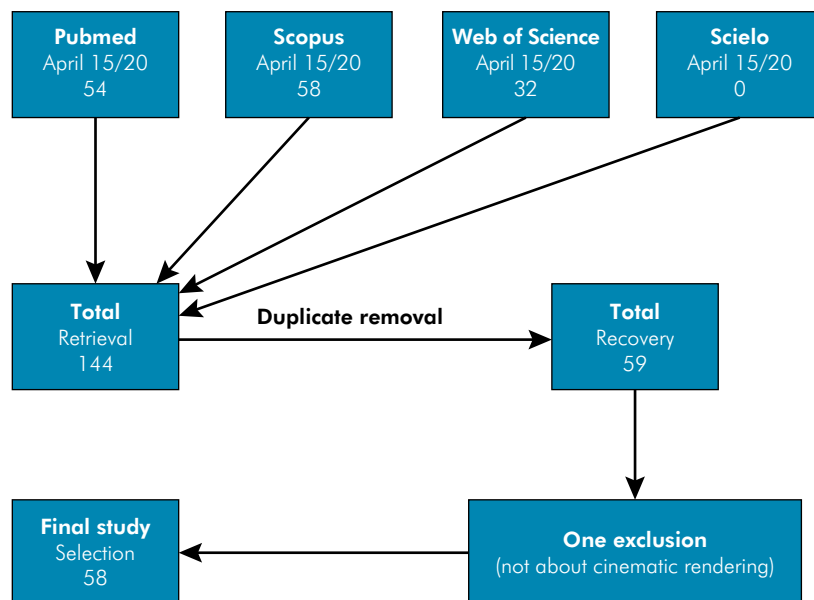 Pubmed
April 15/20
54
Scopus
April 15/20
58
Web of Science
April 15/20
32
Scielo
April 15/20
0
Total
Retrieval
144
Duplicate removal
Total
Recovery
59
One exclusion
(not about cinematic rendering)
Final study
Selection
58